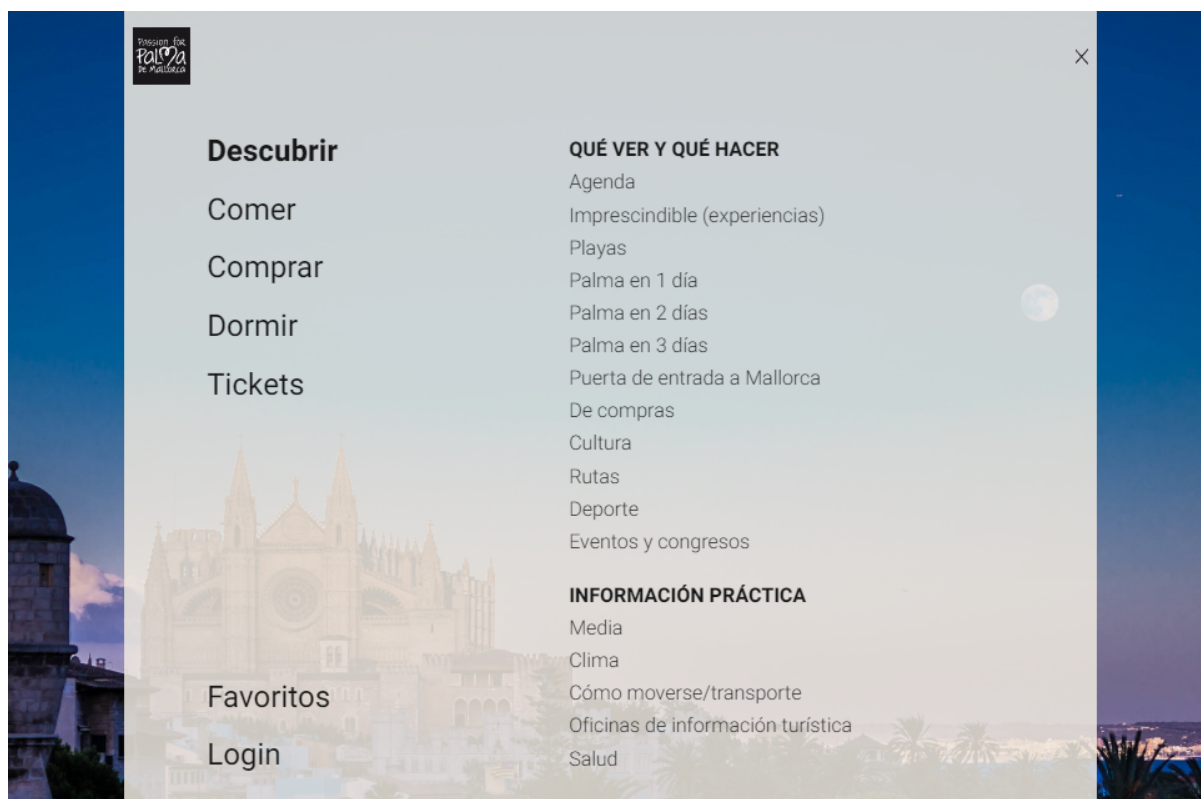 Passion for
Palma
DE MALLORCA
Descubrir
Comer
Comprar
Dormir
Tickets
Favoritos
Login
QUÉ VER Y QUÉ HACER
Agenda
Imprescindible (experiencias)
Playas
Palma en 1 día
Palma en 2 días
Palma en 3 días
Puerta de entrada a Mallorca
De compras
Cultura
Rutas
Deporte
Eventos y congresos
INFORMACIÓN PRÁCTICA
Media
Clima
Cómo moverse/transporte
Oficinas de información turística
Salud